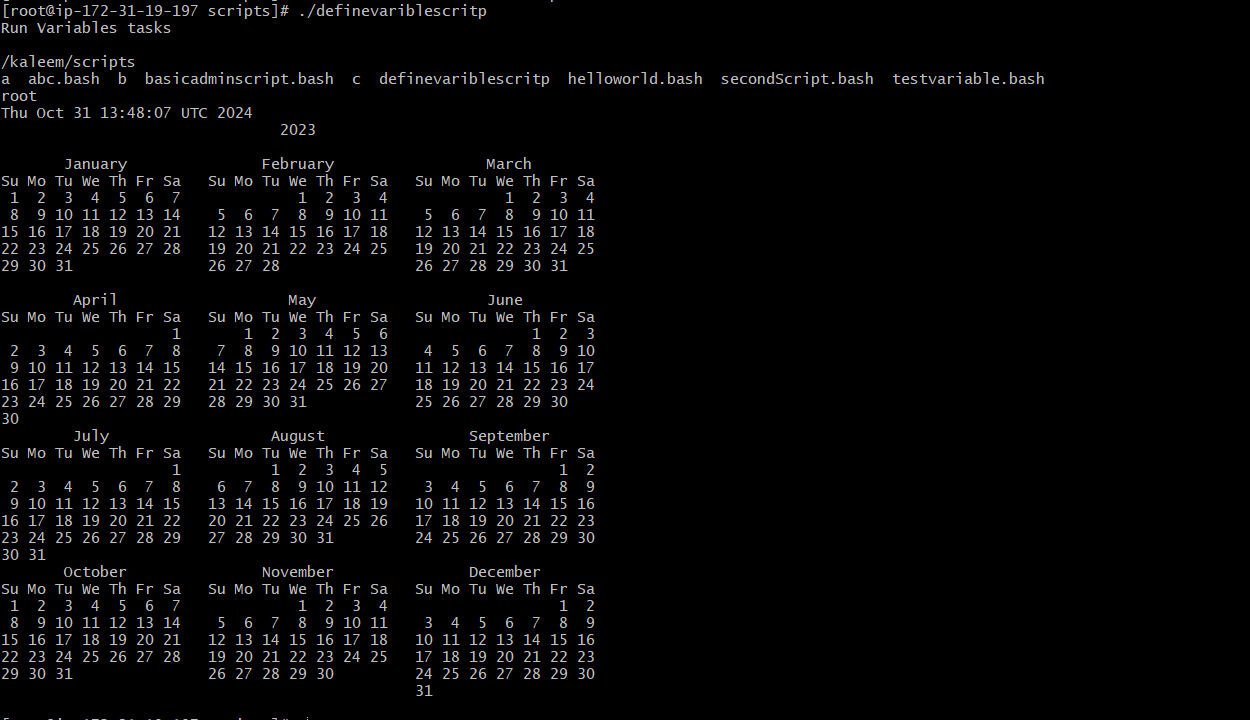 [root@ip-172-31-19-197 scripts]# ./definevariblescritp
Run Variables tasks

/kaleem/scripts
a  abc.bash  b  basicadminscript.bash  c  definevariblescritp  helloworld.bash  secondScript.bash  testvariable.bash
root
Thu Oct 31 13:48:07 UTC 2024
                               2023

       January               February                 March
Su Mo Tu We Th Fr Sa   Su Mo Tu We Th Fr Sa   Su Mo Tu We Th Fr Sa
 1  2  3  4  5  6  7             1  2  3  4             1  2  3  4
 8  9 10 11 12 13 14    5  6  7  8  9 10 11    5  6  7  8  9 10 11
15 16 17 18 19 20 21   12 13 14 15 16 17 18   12 13 14 15 16 17 18
22 23 24 25 26 27 28   19 20 21 22 23 24 25   19 20 21 22 23 24 25
29 30 31               26 27 28               26 27 28 29 30 31

        April                   May                   June
Su Mo Tu We Th Fr Sa   Su Mo Tu We Th Fr Sa   Su Mo Tu We Th Fr Sa
                   1       1  2  3  4  5  6                1  2  3
 2  3  4  5  6  7  8    7  8  9 10 11 12 13    4  5  6  7  8  9 10
 9 10 11 12 13 14 15   14 15 16 17 18 19 20   11 12 13 14 15 16 17
16 17 18 19 20 21 22   21 22 23 24 25 26 27   18 19 20 21 22 23 24
23 24 25 26 27 28 29   28 29 30 31            25 26 27 28 29 30
30
        July                  August                September
Su Mo Tu We Th Fr Sa   Su Mo Tu We Th Fr Sa   Su Mo Tu We Th Fr Sa
                   1          1  2  3  4  5                   1  2
 2  3  4  5  6  7  8    6  7  8  9 10 11 12    3  4  5  6  7  8  9
 9 10 11 12 13 14 15   13 14 15 16 17 18 19   10 11 12 13 14 15 16
16 17 18 19 20 21 22   20 21 22 23 24 25 26   17 18 19 20 21 22 23
23 24 25 26 27 28 29   27 28 29 30 31         24 25 26 27 28 29 30
30 31
       October               November               December
Su Mo Tu We Th Fr Sa   Su Mo Tu We Th Fr Sa   Su Mo Tu We Th Fr Sa
 1  2  3  4  5  6  7             1  2  3  4                   1  2
 8  9 10 11 12 13 14    5  6  7  8  9 10 11    3  4  5  6  7  8  9
15 16 17 18 19 20 21   12 13 14 15 16 17 18   10 11 12 13 14 15 16
22 23 24 25 26 27 28   19 20 21 22 23 24 25   17 18 19 20 21 22 23
29 30 31               26 27 28 29 30         24 25 26 27 28 29 30
                                              31